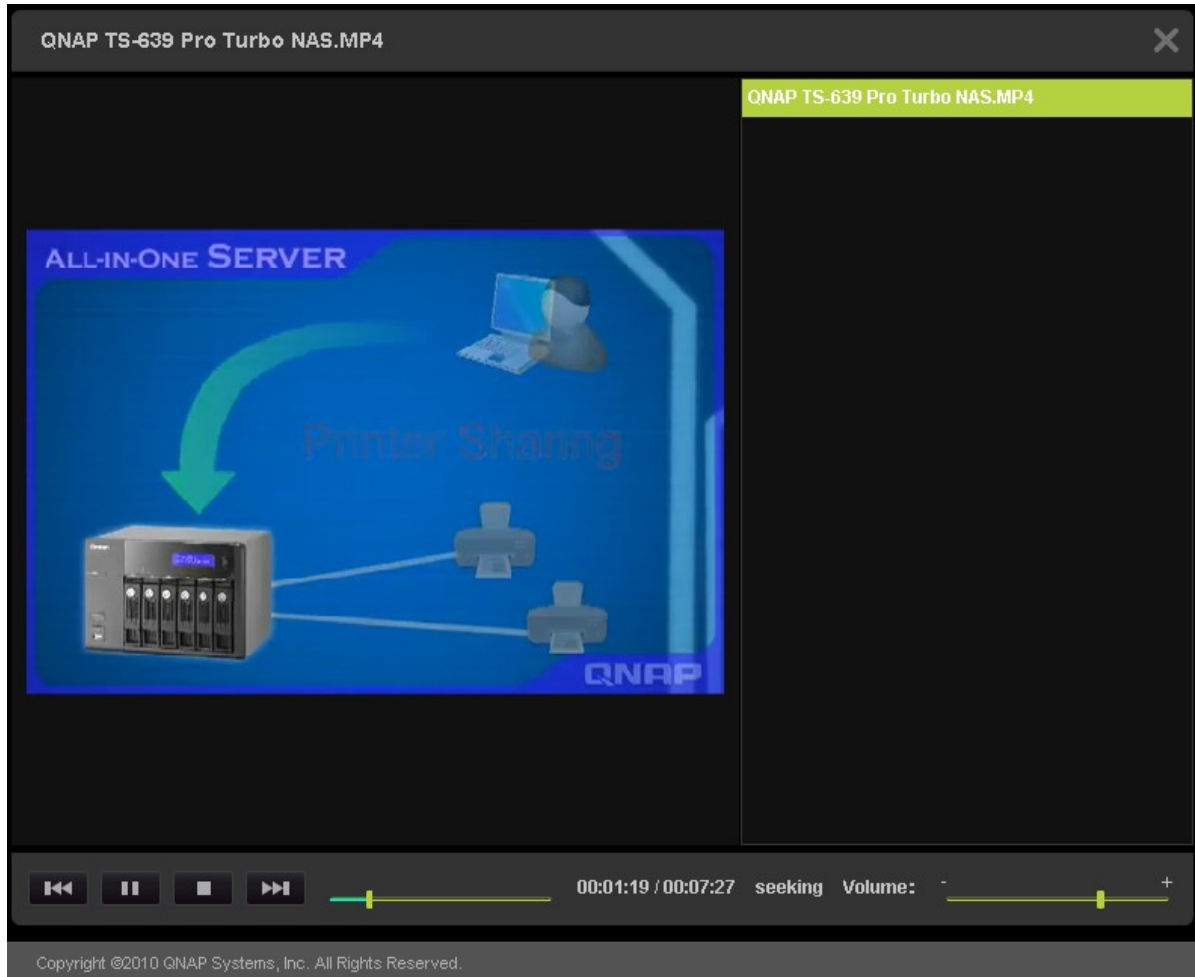 QNAP TS-639 Pro Turbo NAS.MP4
QNAP TS-639 Pro Turbo NAS.MP4
ALL-IN-ONE SERVER
Printer Sharing
QNAP
00:01:19 / 00:07:27 seeking Volume: - +
Copyright ©2010 QNAP Systems, Inc. All Rights Reserved.